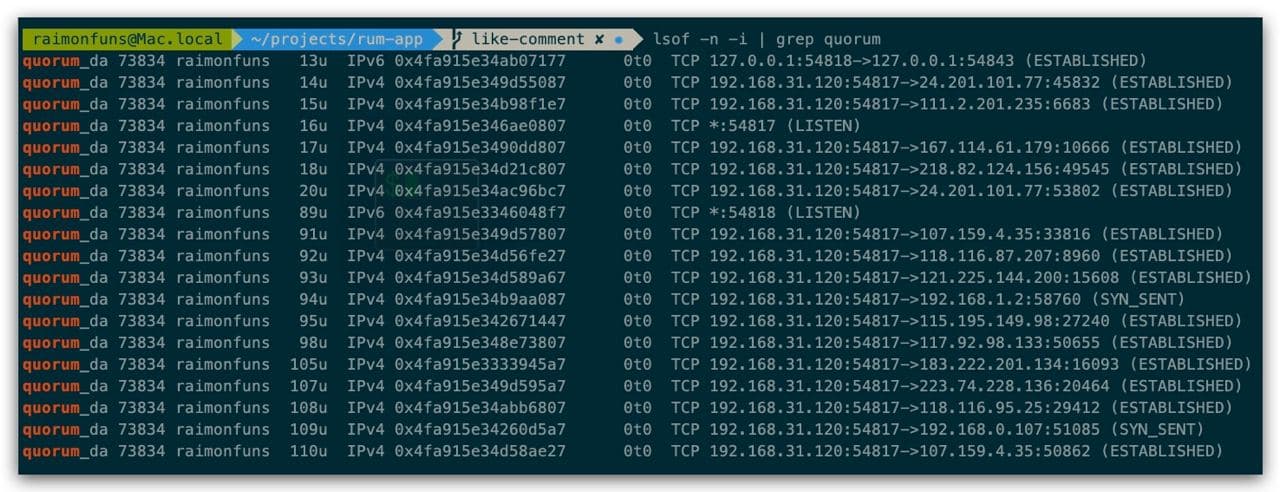 raimonfuns@Mac.local ~/projects/rum-app like-comment ✘ lsof -n -i | grep quorum
quorum_da 73834 raimonfuns 13u IPv6 0x4fa915e34ab07177 0t0 TCP 127.0.0.1:54818->127.0.0.1:54843 (ESTABLISHED)
quorum_da 73834 raimonfuns 14u IPv4 0x4fa915e349d55087 0t0 TCP 192.168.31.120:54817->24.201.101.77:45832 (ESTABLISHED)
quorum_da 73834 raimonfuns 15u IPv4 0x4fa915e34b98f1e7 0t0 TCP 192.168.31.120:54817->111.2.201.235:6683 (ESTABLISHED)
quorum_da 73834 raimonfuns 16u IPv4 0x4fa915e346ae0807 0t0 TCP *:54817 (LISTEN)
quorum_da 73834 raimonfuns 17u IPv4 0x4fa915e3490dd807 0t0 TCP 192.168.31.120:54817->167.114.61.179:10666 (ESTABLISHED)
quorum_da 73834 raimonfuns 18u IPv4 0x4fa915e34d21c807 0t0 TCP 192.168.31.120:54817->218.82.124.156:49545 (ESTABLISHED)
quorum_da 73834 raimonfuns 20u IPv4 0x4fa915e34ac96bc7 0t0 TCP 192.168.31.120:54817->24.201.101.77:53802 (ESTABLISHED)
quorum_da 73834 raimonfuns 89u IPv6 0x4fa915e3346048f7 0t0 TCP *:54818 (LISTEN)
quorum_da 73834 raimonfuns 91u IPv4 0x4fa915e349d57807 0t0 TCP 192.168.31.120:54817->107.159.4.35:33816 (ESTABLISHED)
quorum_da 73834 raimonfuns 92u IPv4 0x4fa915e34d56fe27 0t0 TCP 192.168.31.120:54817->118.116.87.207:8960 (ESTABLISHED)
quorum_da 73834 raimonfuns 93u IPv4 0x4fa915e34d589a67 0t0 TCP 192.168.31.120:54817->121.225.144.200:15608 (ESTABLISHED)
quorum_da 73834 raimonfuns 94u IPv4 0x4fa915e34b9aa087 0t0 TCP 192.168.31.120:54817->192.168.1.2:58760 (SYN_SENT)
quorum_da 73834 raimonfuns 95u IPv4 0x4fa915e342671447 0t0 TCP 192.168.31.120:54817->115.195.149.98:27240 (ESTABLISHED)
quorum_da 73834 raimonfuns 98u IPv4 0x4fa915e348e73807 0t0 TCP 192.168.31.120:54817->117.92.98.133:50655 (ESTABLISHED)
quorum_da 73834 raimonfuns 105u IPv4 0x4fa915e3333945a7 0t0 TCP 192.168.31.120:54817->183.222.201.134:16093 (ESTABLISHED)
quorum_da 73834 raimonfuns 107u IPv4 0x4fa915e349d595a7 0t0 TCP 192.168.31.120:54817->223.74.228.136:20464 (ESTABLISHED)
quorum_da 73834 raimonfuns 108u IPv4 0x4fa915e34abb6807 0t0 TCP 192.168.31.120:54817->118.116.95.25:29412 (ESTABLISHED)
quorum_da 73834 raimonfuns 109u IPv4 0x4fa915e34260d5a7 0t0 TCP 192.168.31.120:54817->192.168.0.107:51085 (SYN_SENT)
quorum_da 73834 raimonfuns 110u IPv4 0x4fa915e34d58ae27 0t0 TCP 192.168.31.120:54817->107.159.4.35:50862 (ESTABLISHED)